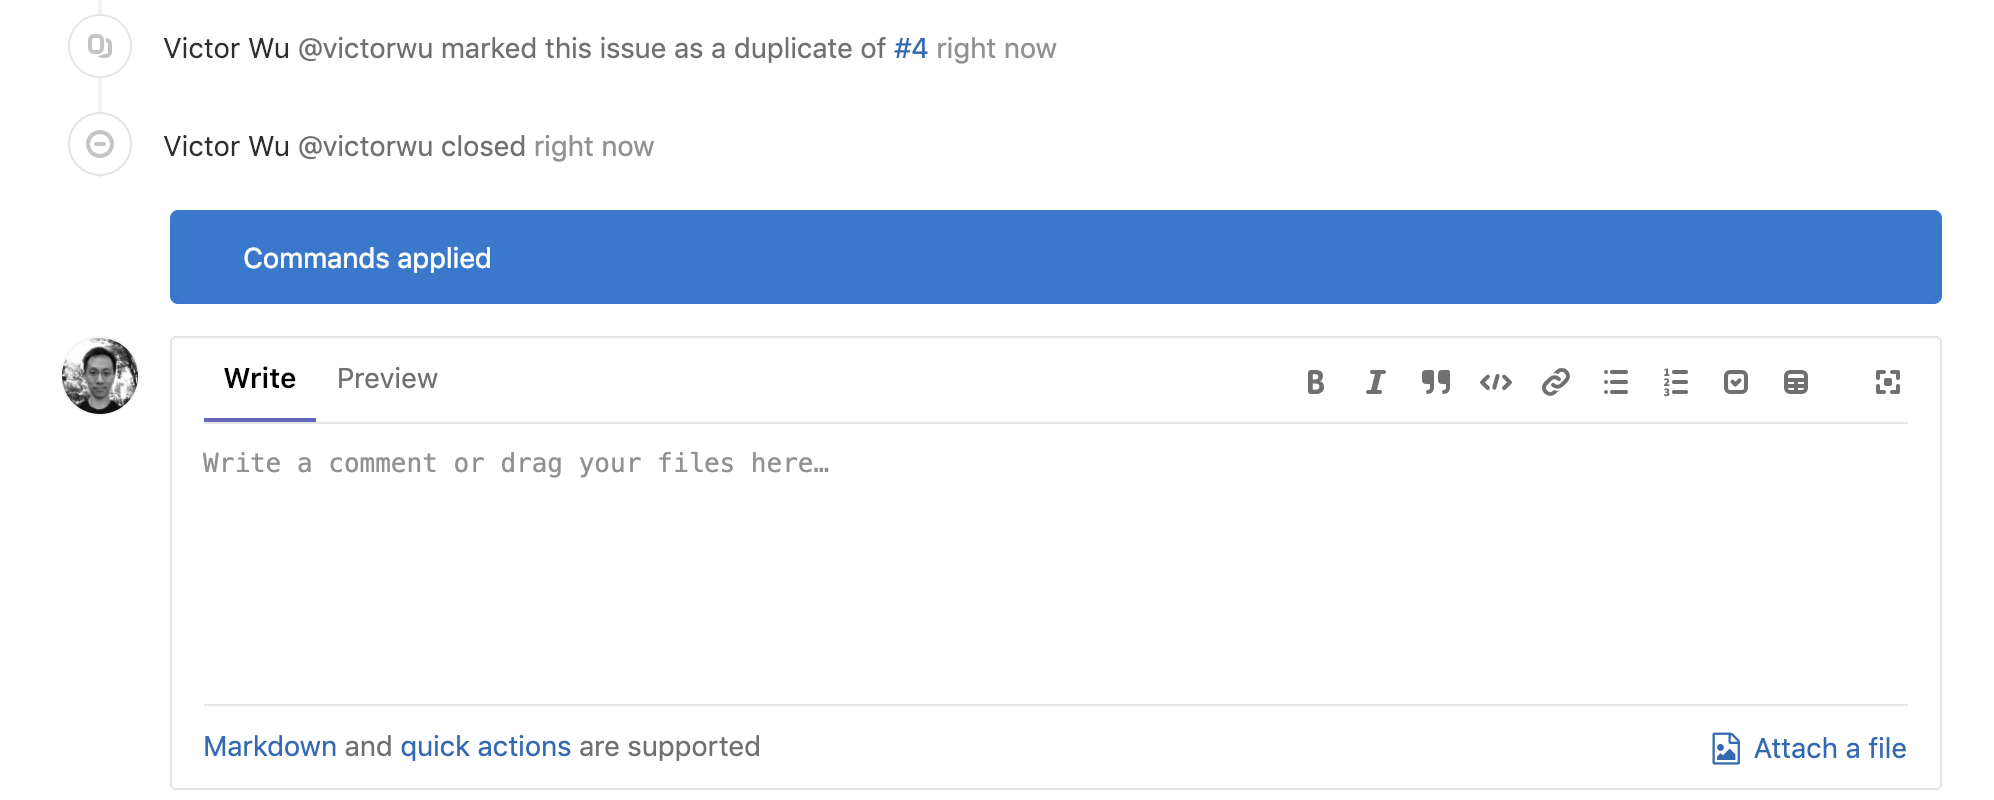 Victor Wu @victorwu marked this issue as a duplicate of #4 right now
Victor Wu @victorwu closed right now
Commands applied
Write Preview
Write a comment or drag your files here…
Markdown and quick actions are supported
Attach a file